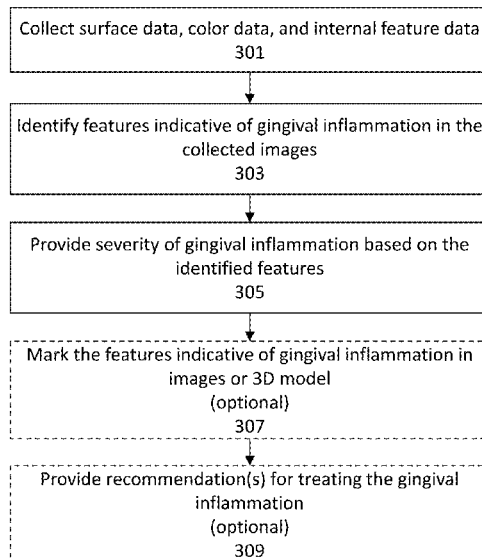 Collect surface data, color data, and internal feature data
301
Identify features indicative of gingival inflammation in the
collected images
303
Provide severity of gingival inflammation based on the
identified features
305
Mark the features indicative of gingival inflammation in
images or 3D model
(optional)
307
Provide recommendation(s) for treating the gingival
inflammation
(optional)
309